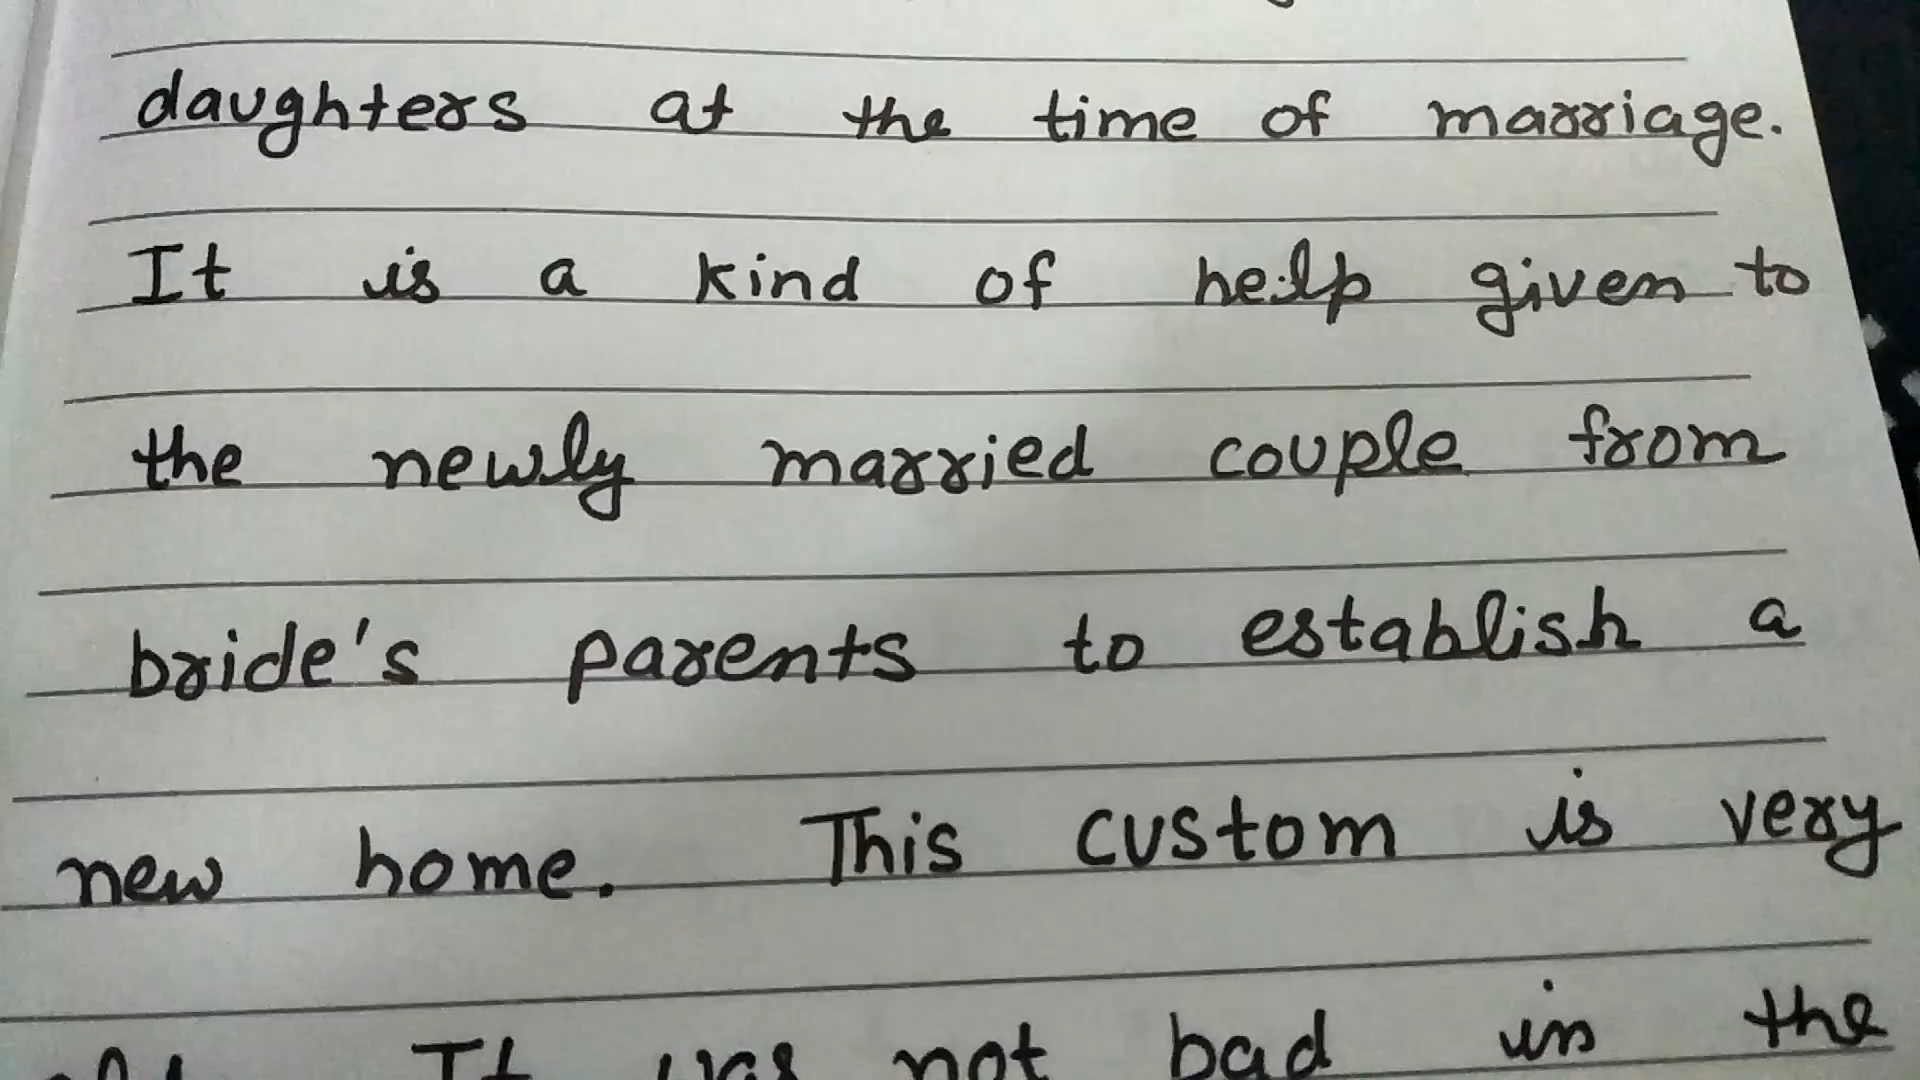 daughters at the time of marriage.
It is a kind of help given to
the newly married couple from
bride's parents to establish a
new home. This custom is very
It was not bad in the